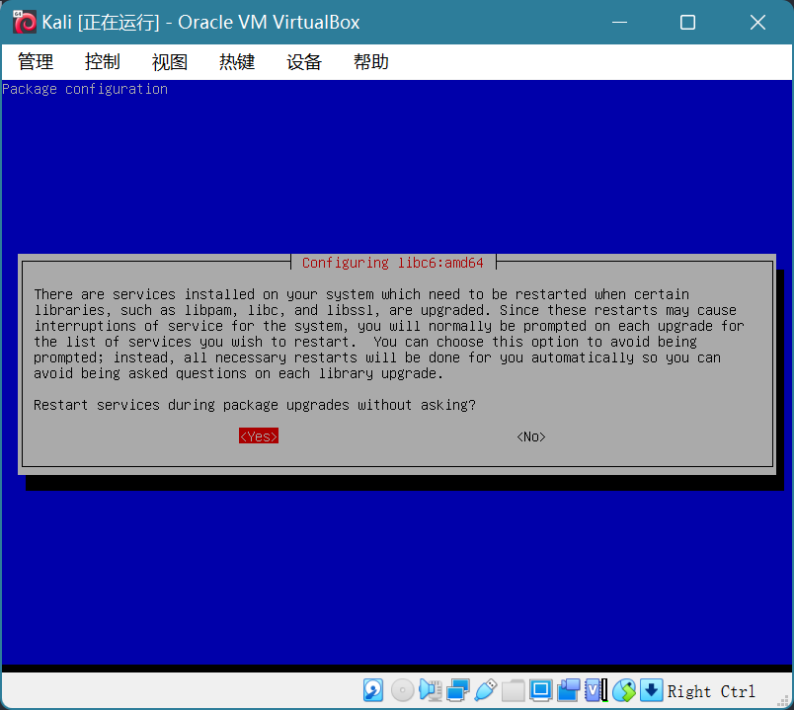 Kali [正在运行] - Oracle VM VirtualBox
管理 控制 视图 热键 设备 帮助
Package configuration
Configuring libc6:amd64
There are services installed on your system which need to be restarted when certain
libraries, such as libpam, libc, and libssl, are upgraded. Since these restarts may cause
interruptions of service for the system, you will normally be prompted on each upgrade for
the list of services you wish to restart.  You can choose this option to avoid being
prompted; instead, all necessary restarts will be done for you automatically so you can
avoid being asked questions on each library upgrade.
Restart services during package upgrades without asking?
<Yes> <No>
Right Ctrl